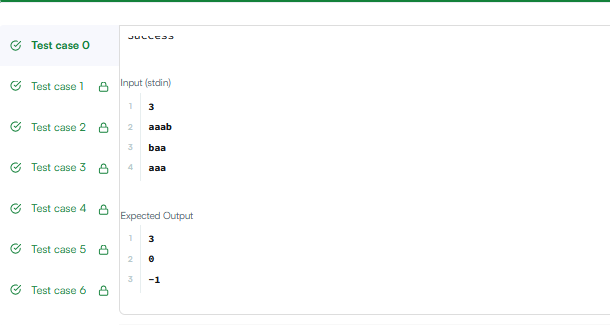 Test case 0
Test case 1
Test case 2
Test case 3
Test case 4
Test case 5
Test case 6
Success
Input (stdin)
1 3
2 aaab
3 baa
4 aaa
Expected Output
1 3
2 0
3 -1